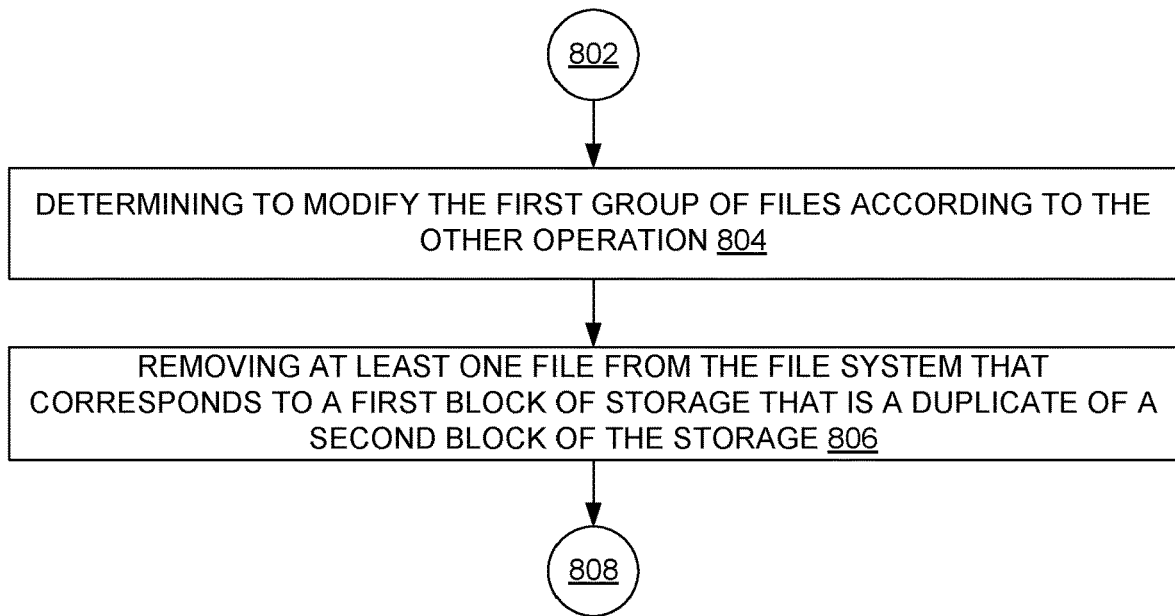 802
DETERMINING TO MODIFY THE FIRST GROUP OF FILES ACCORDING TO THE
OTHER OPERATION 804
REMOVING AT LEAST ONE FILE FROM THE FILE SYSTEM THAT
CORRESPONDS TO A FIRST BLOCK OF STORAGE THAT IS A DUPLICATE OF A
SECOND BLOCK OF THE STORAGE 806
808